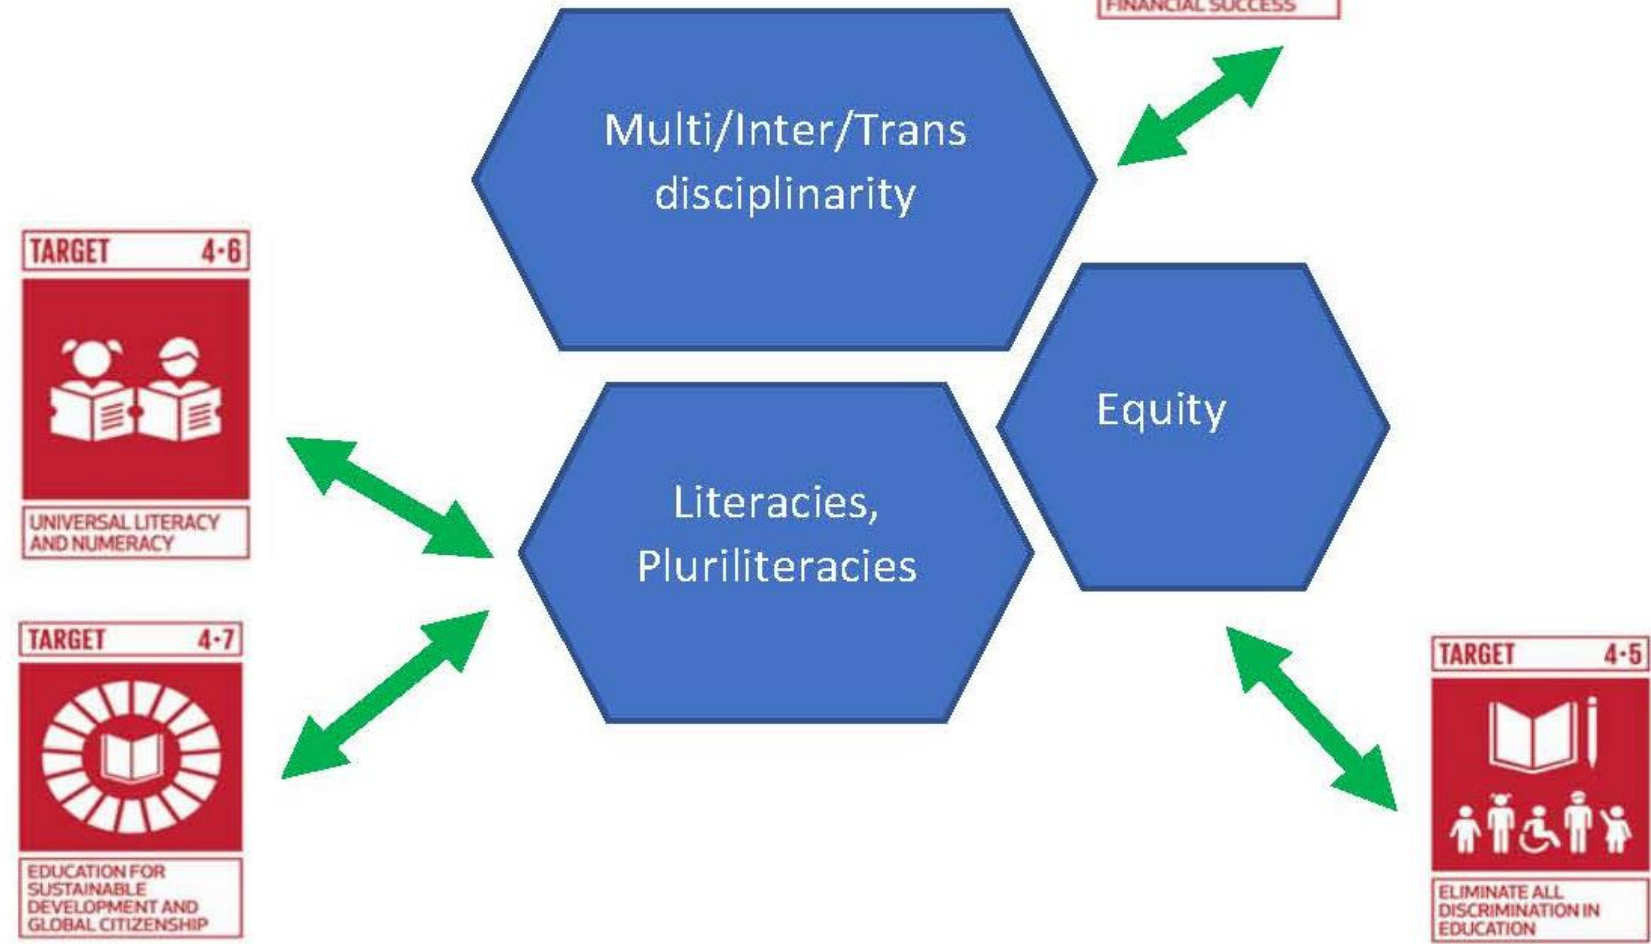 FINANCIAL SUCCESS
Multi/Inter/Trans
disciplinarity
TARGET 4·6
UNIVERSAL LITERACY
AND NUMERACY
Equity
Literacies,
Pluriliteracies
TARGET 4·7
EDUCATION FOR
SUSTAINABLE
DEVELOPMENT AND
GLOBAL CITIZENSHIP
TARGET 4·5
ELIMINATE ALL
DISCRIMINATION IN
EDUCATION